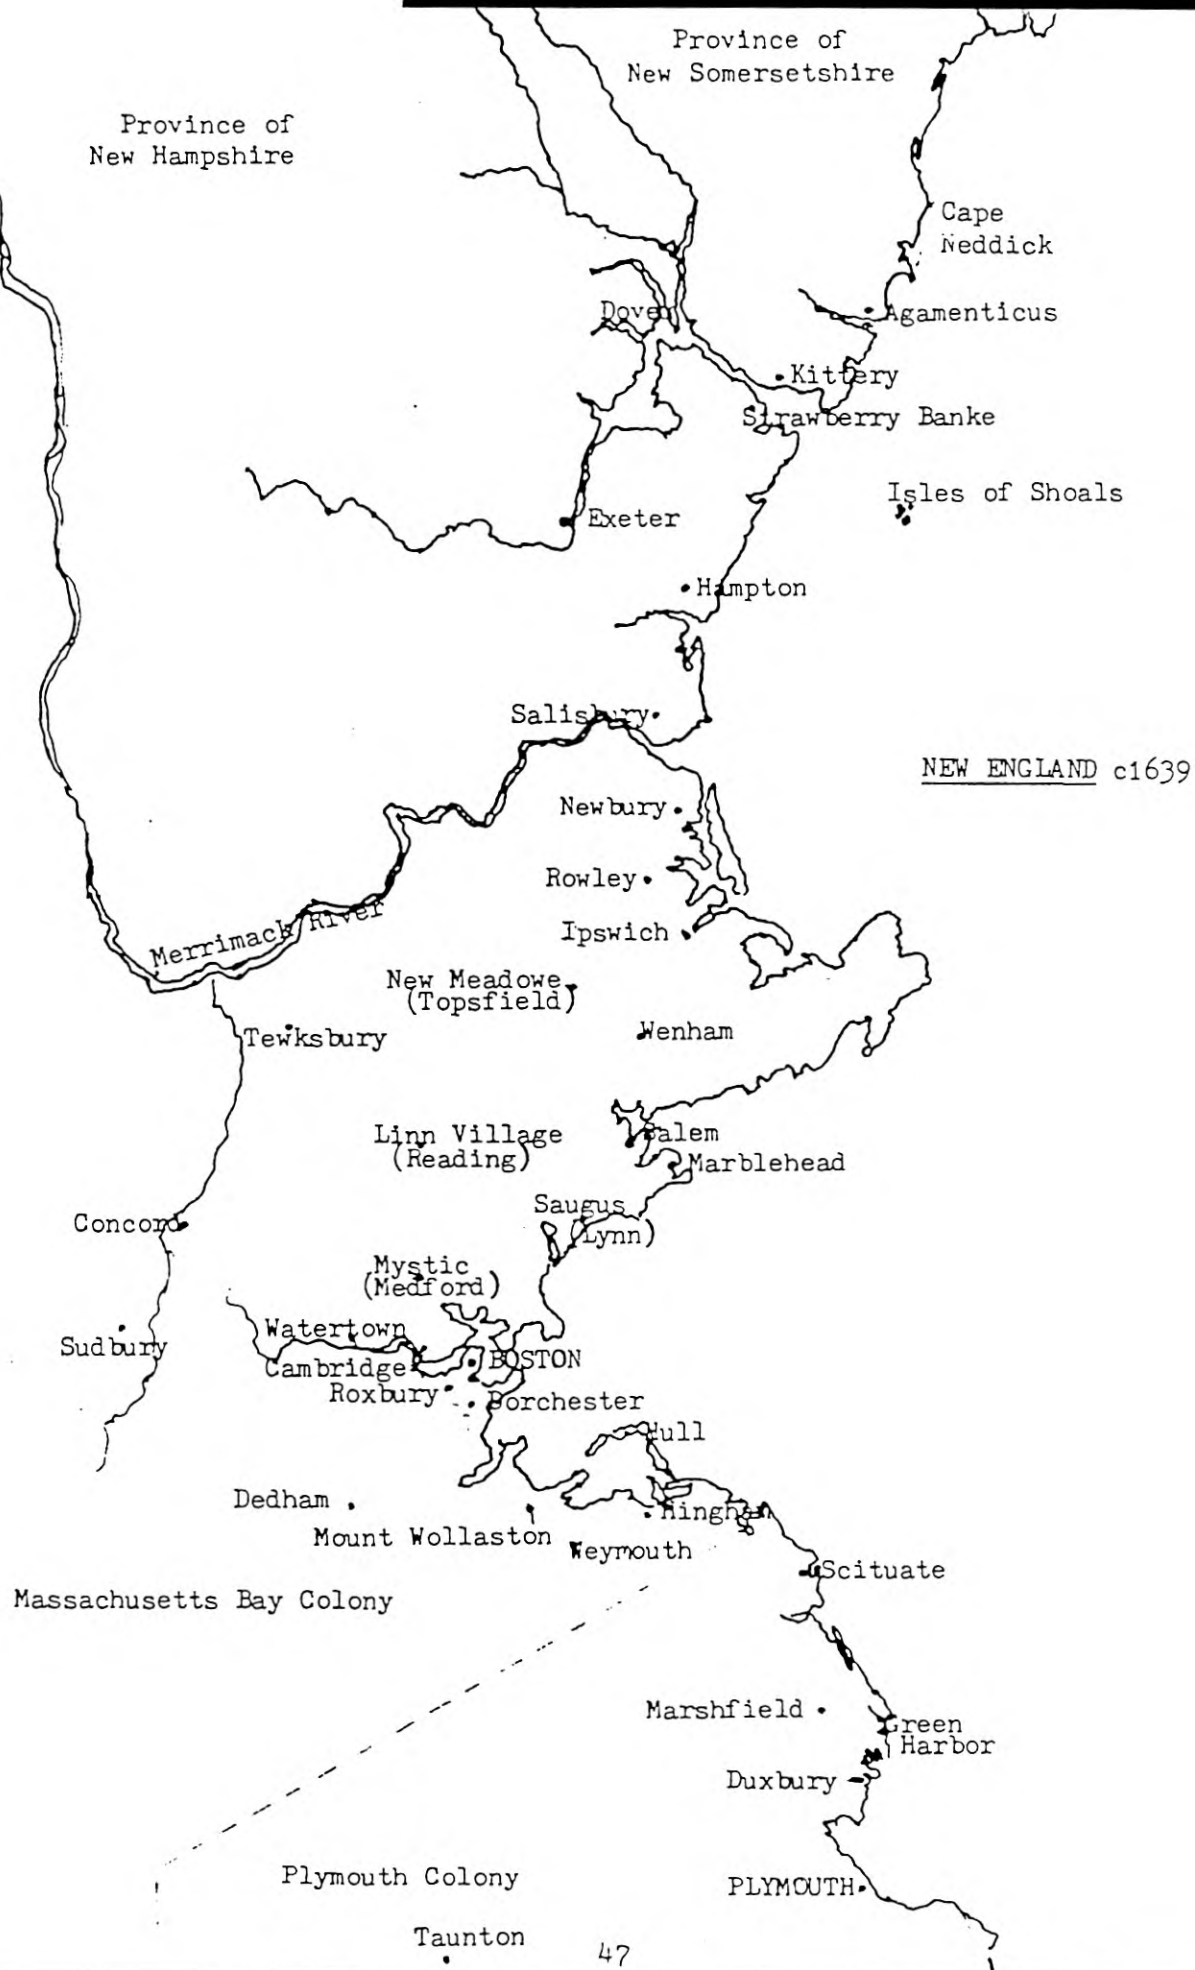 Province of
New Somersetshire
Province of
New Hampshire
Cape
Neddick
Dover
Agamenticus
Kittery
Strawberry Banke
Isles of Shoals
Exeter
Hampton
Salisbury
NEW ENGLAND c1639
Newbury
Rowley
Ipswich
Merrimack River
New Meadowe
(Topsfield)
Tewksbury
Wenham
Linn Village
(Reading)
Salem
Marblehead
Saugus
(Lynn)
Concord
Mystic
(Medford)
Watertown
Sudbury
Cambridge
BOSTON
Roxbury
Dorchester
Hull
Dedham
Hingham
Mount Wollaston
Weymouth
Scituate
Massachusetts Bay Colony
Marshfield
Green
Harbor
Duxbury
Plymouth Colony
PLYMOUTH
Taunton
47